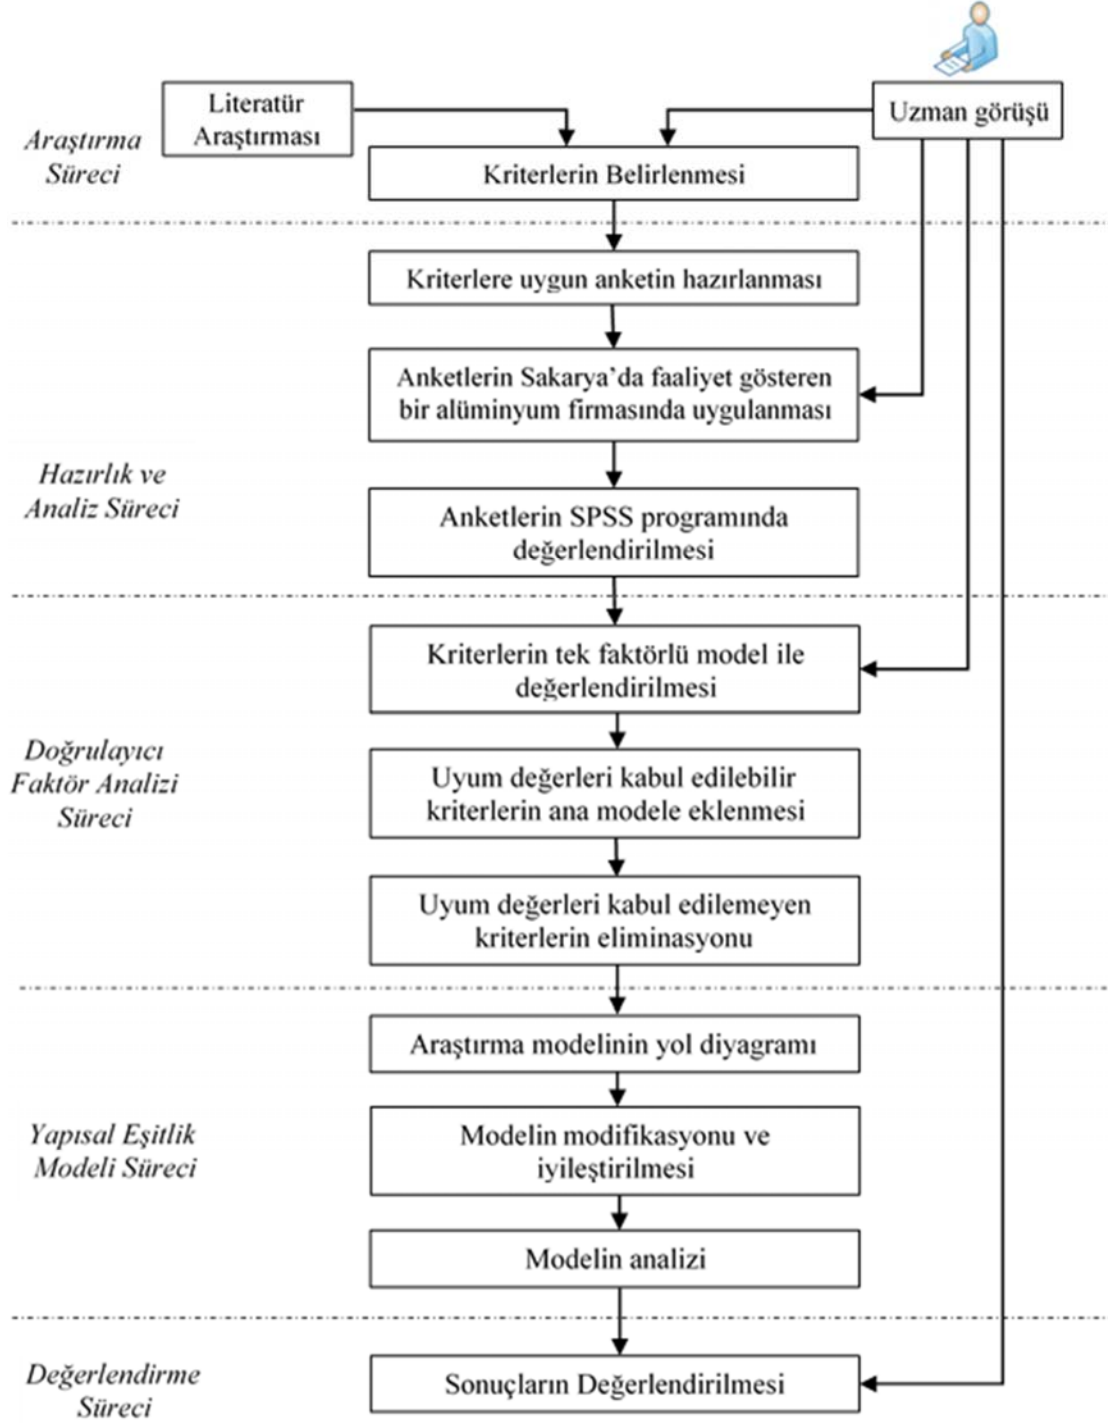 Literatür
Araştırması
Uzman görüşü
Araştırma
Süreci
Kriterlerin Belirlenmesi
Kriterlere uygun anketin hazırlanması
Anketlerin Sakarya’da faaliyet gösteren
bir alüminyum firmasında uygulanması
Hazırlık ve
Analiz Süreci
Anketlerin SPSS programında
değerlendirilmesi
Kriterlerin tek faktörlü model ile
değerlendirilmesi
Doğrulayıcı
Faktör Analizi
Süreci
Uyum değerleri kabul edilebilir
kriterlerin ana modele eklenmesi
Uyum değerleri kabul edilemeyen
kriterlerin eliminasyonu
Araştırma modelinin yol diyagramı
Yapısal Eşitlik
Modeli Süreci
Modelin modifikasyonu ve
iyileştirilmesi
Modelin analizi
Değerlendirme
Süreci
Sonuçların Değerlendirilmesi